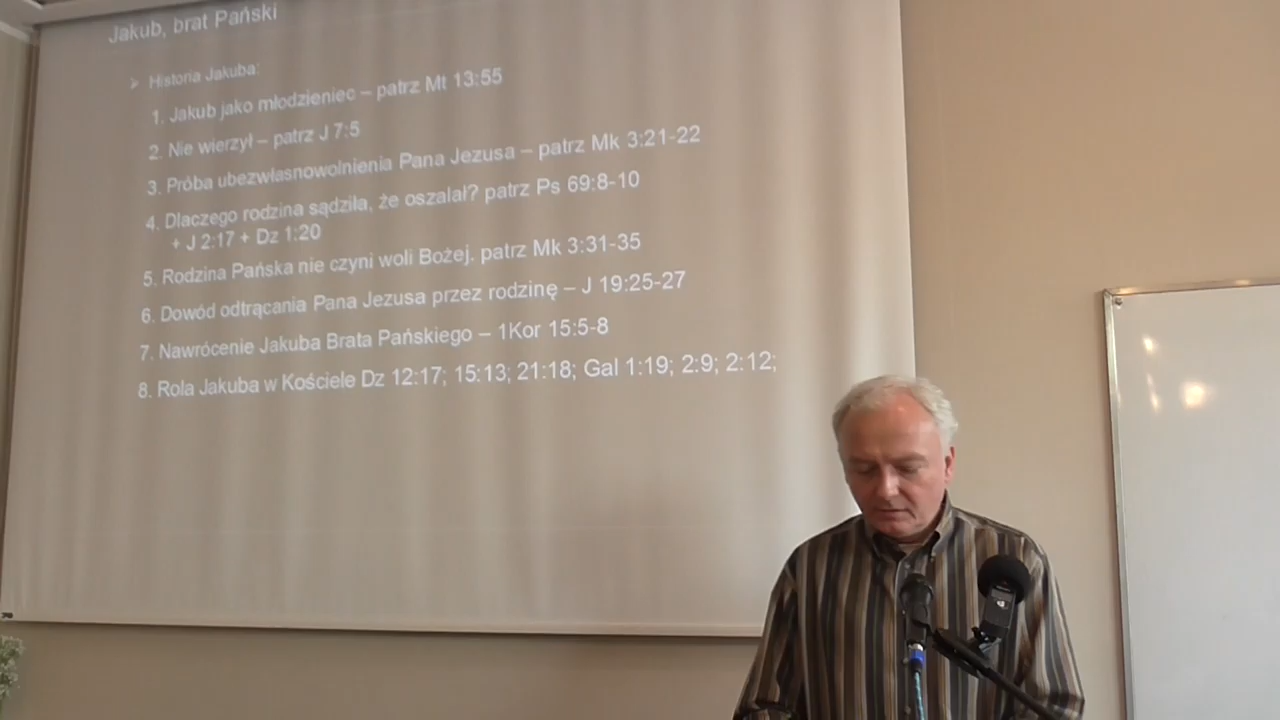 Jakub, brat Pański
➢ Historia Jakuba:
1. Jakub jako młodzieniec – patrz Mt 13:55
2. Nie wierzył – patrz J 7:5
3. Próba ubezwłasnowolnienia Pana Jezusa – patrz Mk 3:21-22
4. Dlaczego rodzina sądziła, że oszalał? patrz Ps 69:8-10
+ J 2:17 + Dz 1:20
5. Rodzina Pańska nie czyni woli Bożej. patrz Mk 3:31-35
6. Dowód odtrącania Pana Jezusa przez rodzinę – J 19:25-27
7. Nawrócenie Jakuba Brata Pańskiego – 1Kor 15:5-8
8. Rola Jakuba w Kościele Dz 12:17; 15:13; 21:18; Gal 1:19; 2:9; 2:12;